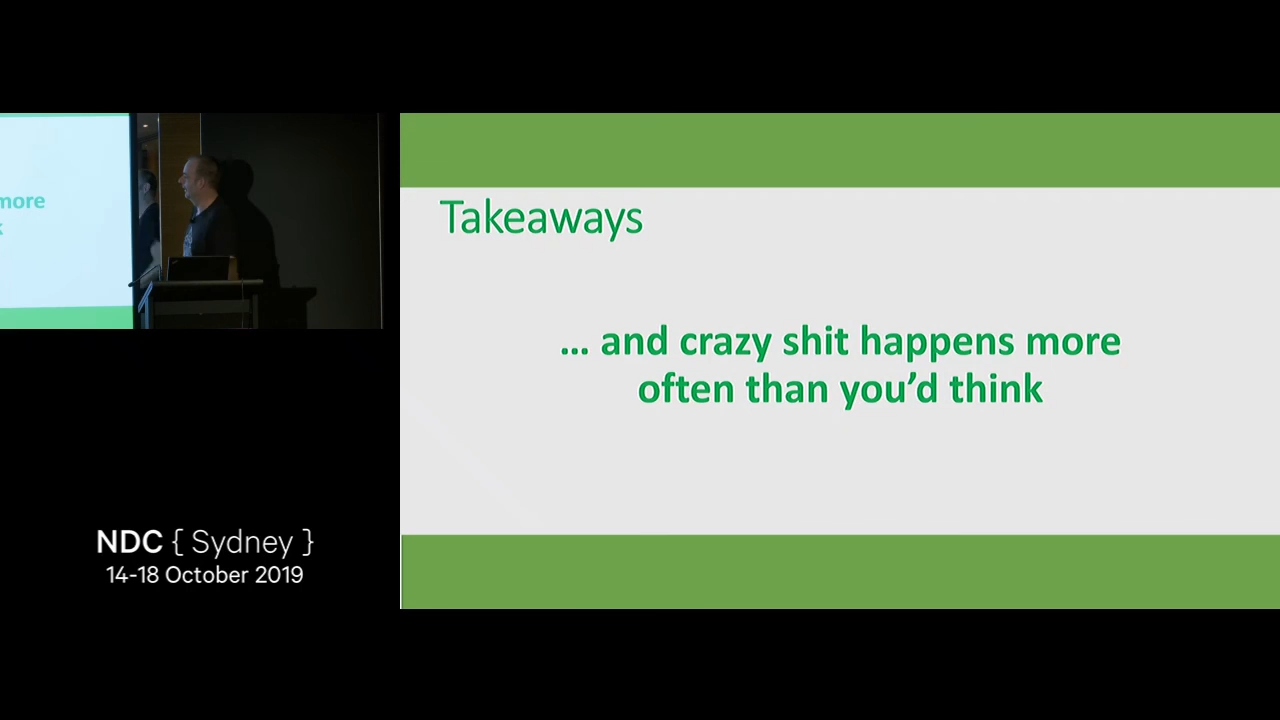 more
Takeaways
... and crazy shit happens more
often than you’d think
NDC { Sydney }
14-18 October 2019